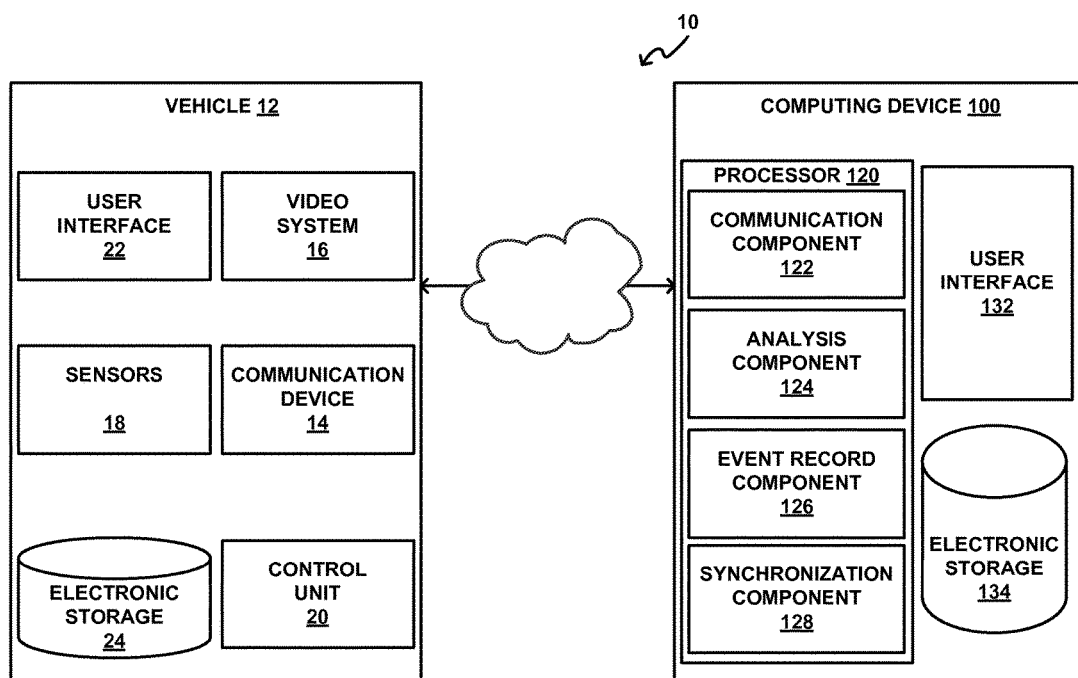 10
VEHICLE 12
USER
INTERFACE
22
VIDEO
SYSTEM
16
SENSORS
18
COMMUNICATION
DEVICE
14
ELECTRONIC
STORAGE
24
CONTROL
UNIT
20
COMPUTING DEVICE 100
PROCESSOR 120
COMMUNICATION
COMPONENT
122
ANALYSIS
COMPONENT
124
EVENT RECORD
COMPONENT
126
SYNCHRONIZATION
COMPONENT
128
USER
INTERFACE
132
ELECTRONIC
STORAGE
134